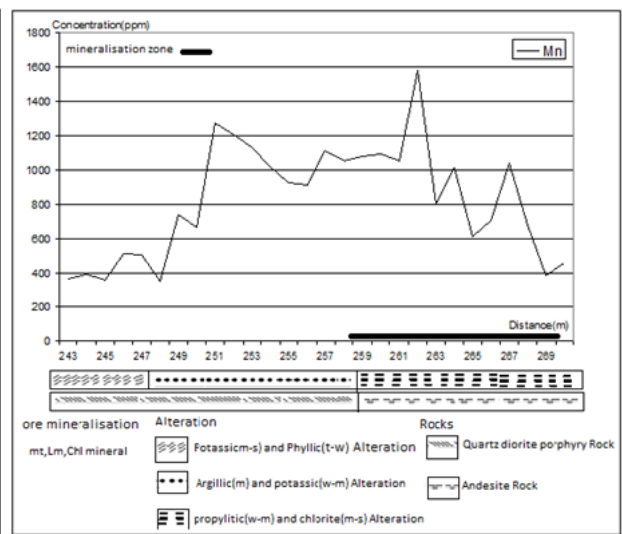 Concentration(ppm)
1800
mineralisation zone
Mn
1600
1400
1200
1000
800
600
400
200
0
Distance(m)
243 245 247 249 251 253 255 257 259 261 263 265 267 269
ore mineralisation Alteration Rocks
mt,Lm,Chl mineral
Fotassicm-s) and Phyllic(t-w) Alteration
Quartz diorite porphyry Rock
Argillic(m) and potassic(w-m) Alteration
Andesite Rock
propylitic(w-m) and chlorite(m-s) Alteration